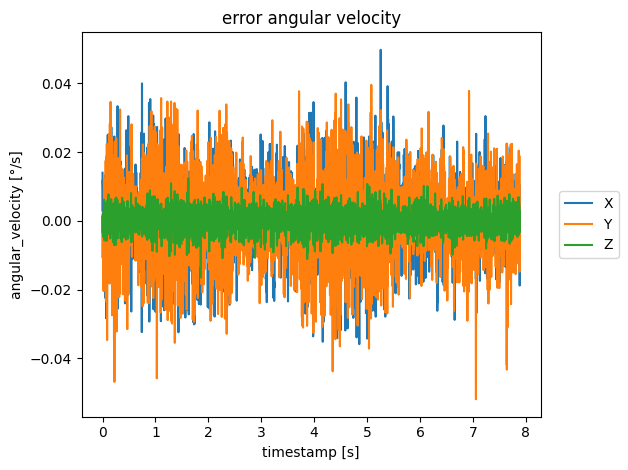 error angular velocity
angular_velocity [°/s]
0.04
0.02
0.00
−0.02
−0.04
0 1 2 3 4 5 6 7 8
timestamp [s]
X
Y
Z